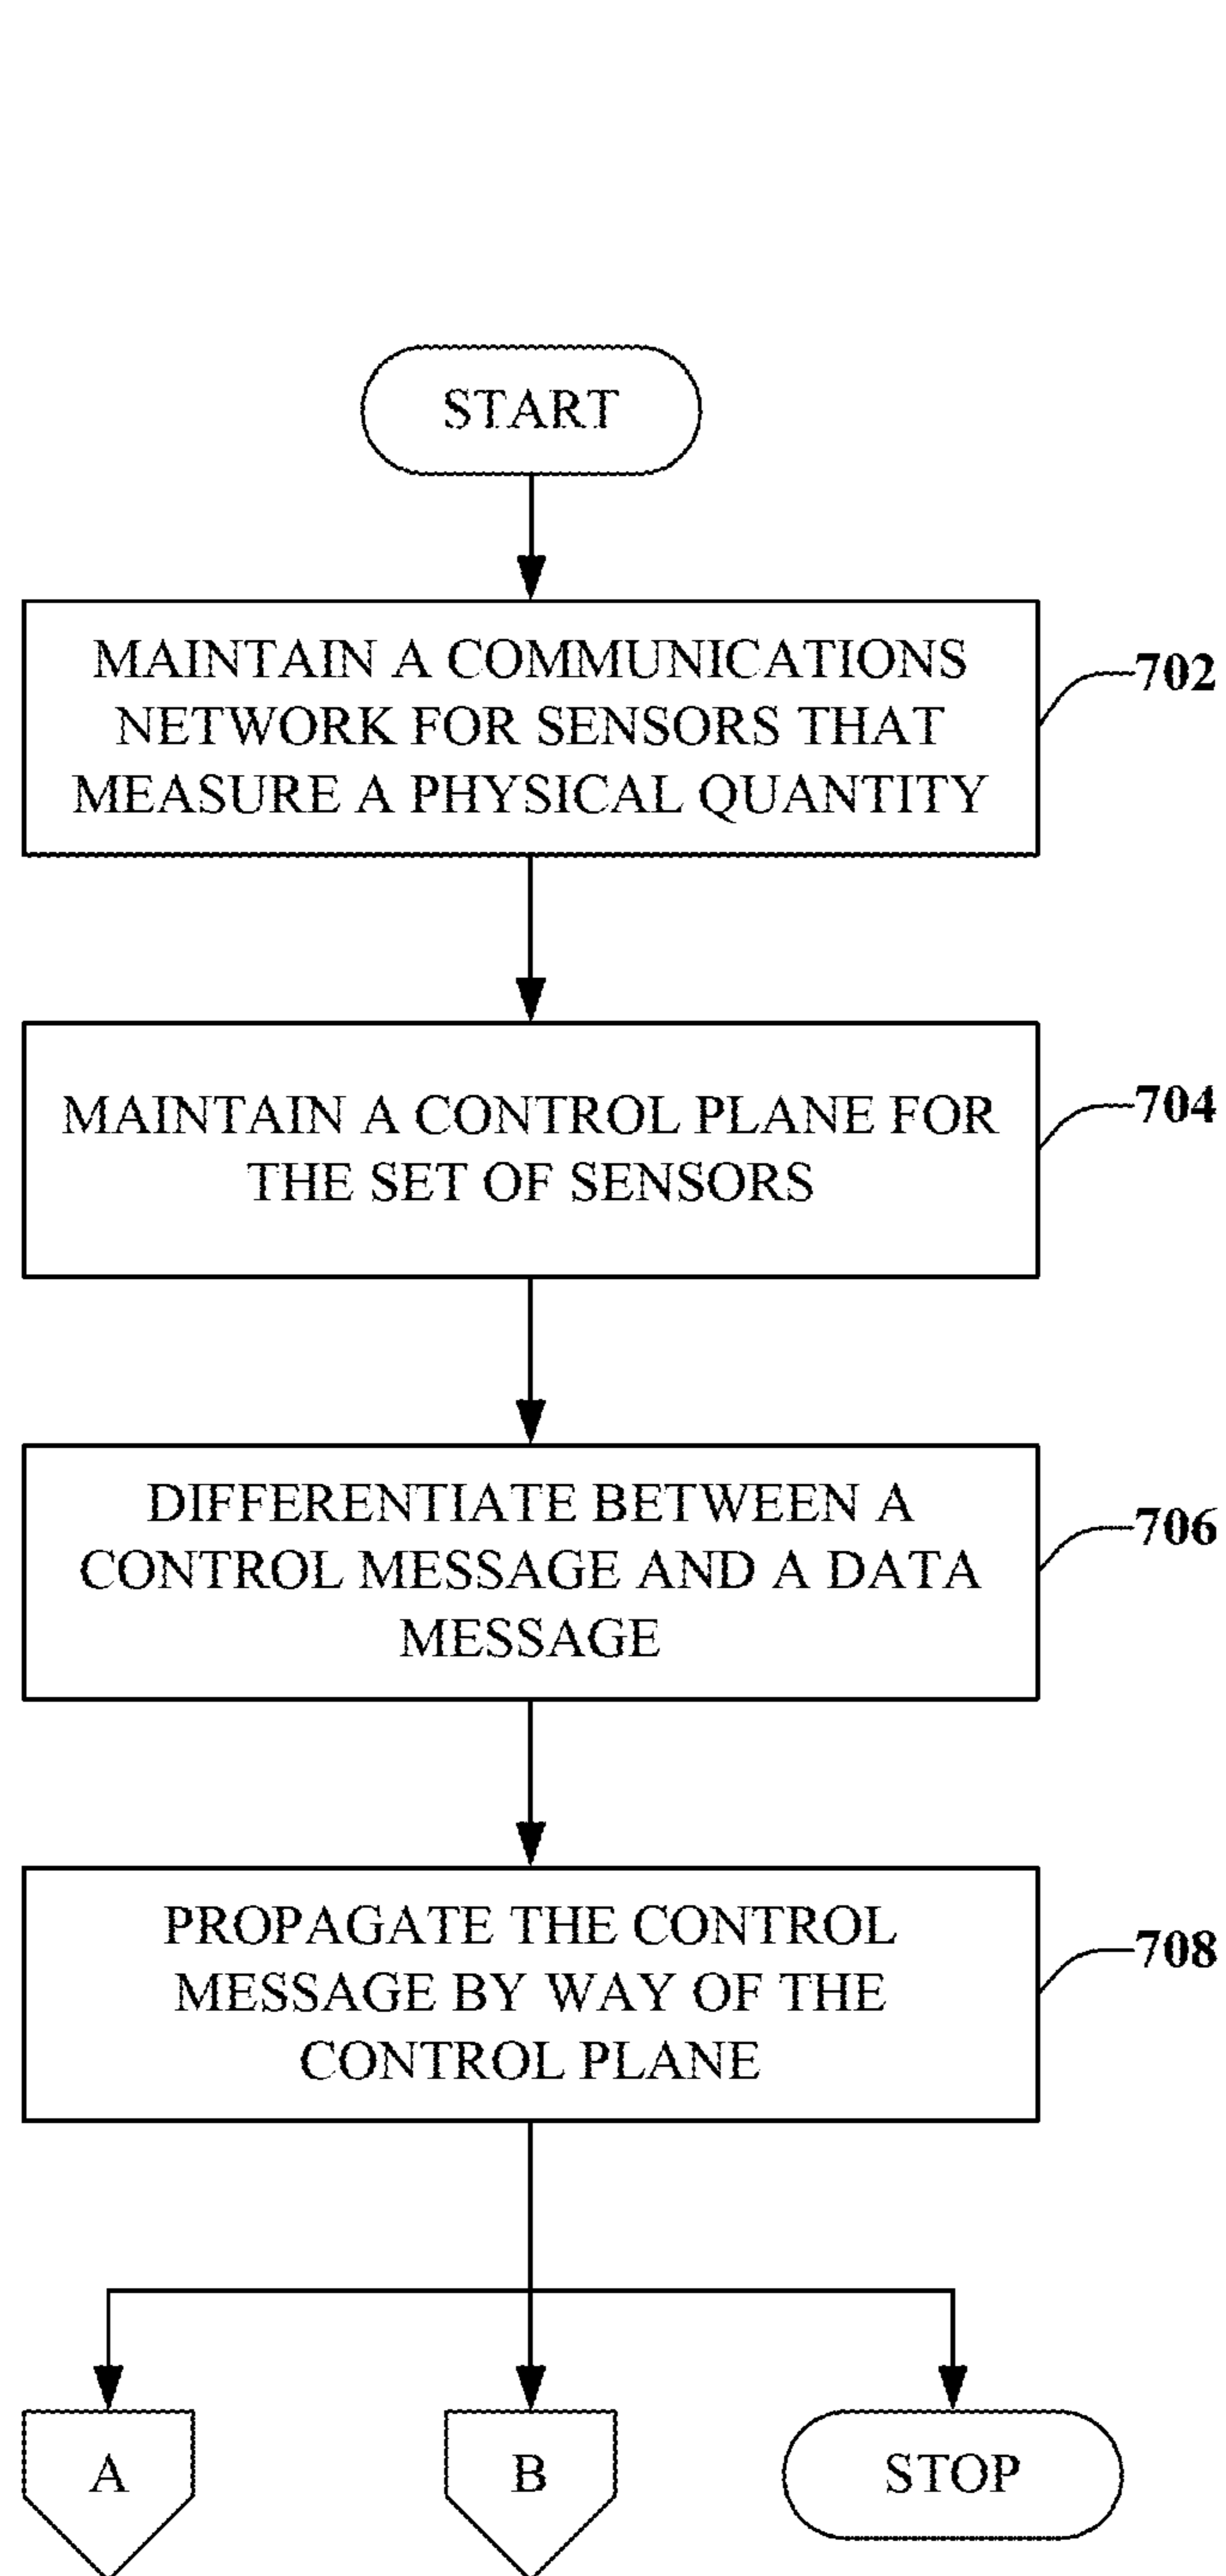 START
MAINTAIN A COMMUNICATIONS
NETWORK FOR SENSORS THAT
MEASURE A PHYSICAL QUANTITY
702
MAINTAIN A CONTROL PLANE FOR
THE SET OF SENSORS
704
DIFFERENTIATE BETWEEN A
CONTROL MESSAGE AND A DATA
MESSAGE
706
PROPAGATE THE CONTROL
MESSAGE BY WAY OF THE
CONTROL PLANE
708
A
B
STOP